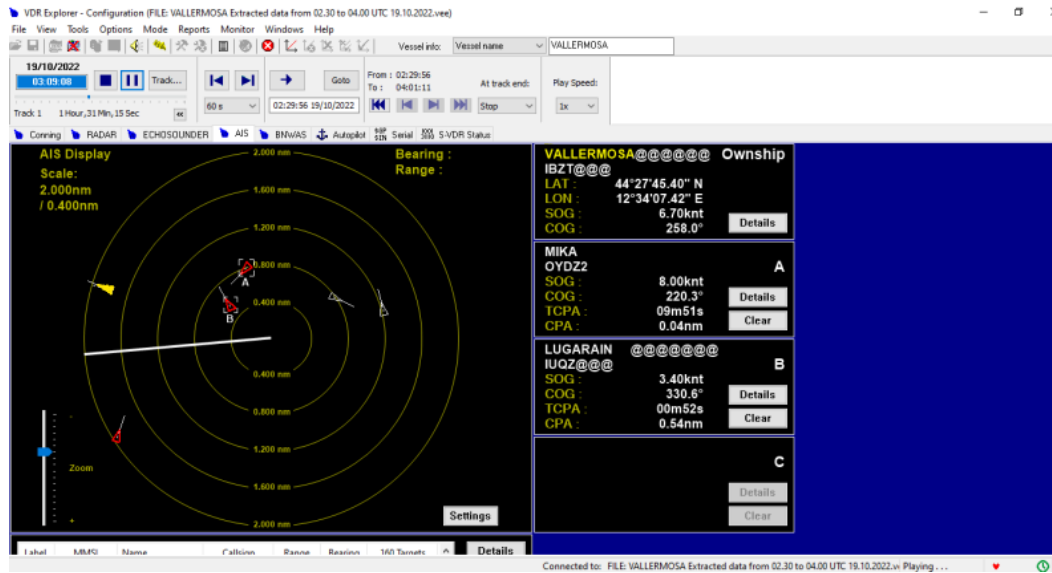 VDR Explorer - Configuration (FILE: VALLERMOSA Extracted data from 02.30 to 04.00 UTC 19.10.2022.vee)
File View Tools Options Mode Reports Monitor Windows Help
Vessel info: Vessel name VALLERMOSA
19/10/2022
03:09:08 Track... Goto
From : 02:29:56
To : 04:01:11
At track end: Play Speed:
Track 1 1 Hour,31 Min,15 Sec 60 s 02:29:56 19/10/2022 Stop 1x
Conning RADAR ECHOSOUNDER AIS BNWAS Autopilot Serial S-VDR Status
AIS Display
Scale:
2.000nm
/ 0.400nm
Bearing :
Range :
2.000 nm
1.600 nm
1.200 nm
0.800 nm
0.400 nm
0.400 nm
0.800 nm
1.200 nm
1.600 nm
2.000 nm
A
B
Zoom
Settings
VALLERMOSA@@@@@@ Ownship
IBZT@@@
LAT : 44°27'45.40" N
LON : 12°34'07.42" E
SOG : 6.70knt
COG : 258.0°
Details
MIKA
OYDZ2 A
SOG : 8.00knt
COG : 220.3°
TCPA : 09m51s
CPA : 0.04nm
Details
Clear
LUGARAIN @@@@@@@
IUQZ@@@ B
SOG : 3.40knt
COG : 330.6°
TCPA : 00m52s
CPA : 0.54nm
Details
Clear
C
Details
Clear
Label MMSI Name Callsign Range Bearing 160 Targets Details
Connected to: FILE: VALLERMOSA Extracted data from 02.30 to 04.00 UTC 19.10.2022.v Playing . . .